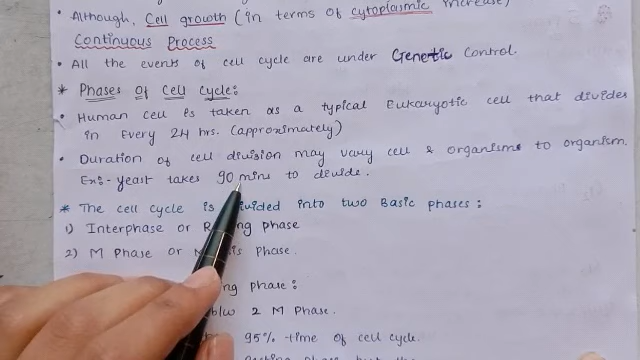 • Although, Cell growth (in terms of cytoplasmic increase)
Continuous Process
• All the events of cell cycle are under Genetic Control.
* Phases of Cell Cycle:
• Human cell is taken as a typical Eukaryotic cell that divides
in Every 24 hrs. (approximately)
• Duration of cell division may vary cell & organisms to organism.
Ex:- Yeast takes 90 mins to divide.
* The cell cycle is divided into two Basic phases:
1) Interphase or phase
2) M Phase or Phase.
phase:
b/w 2 M Phase.
95% time of cell cycle.